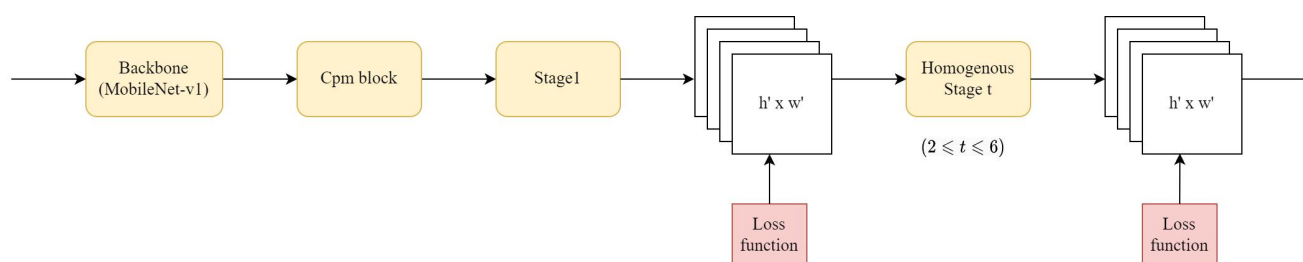 Backbone
(MobileNet-v1)
Cpm block
Stage1
h' x w'
Loss
function
Homogenous
Stage t
(2 ⩽ t ⩽ 6)
h' x w'
Loss
function